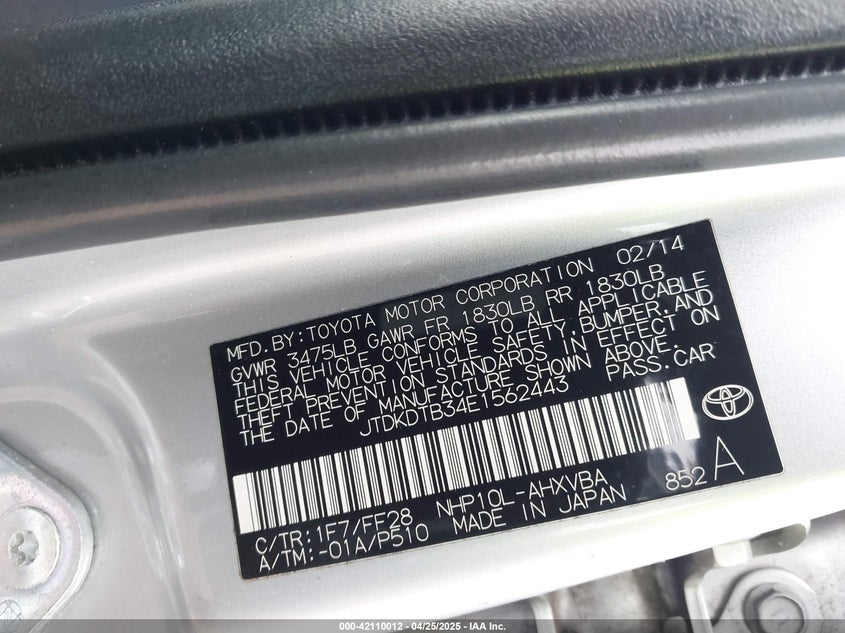 MFD. BY: TOYOTA MOTOR CORPORATION 02/14
GVWR 3475LB GAWR FR 1830LB RR 1830LB
THIS VEHICLE CONFORMS TO ALL APPLICABLE
FEDERAL MOTOR VEHICLE SAFETY, BUMPER, AND
THEFT PREVENTION STANDARDS IN EFFECT ON
THE DATE OF MANUFACTURE SHOWN ABOVE.
JTDKDTB34E1562443 PASS. CAR
C/TR: 1F7/FF28 NHP10L-AHXVBA 852 A
A/TM: -01A/P510 MADE IN JAPAN
000-42110012 - 04/25/2025 - IAA Inc.